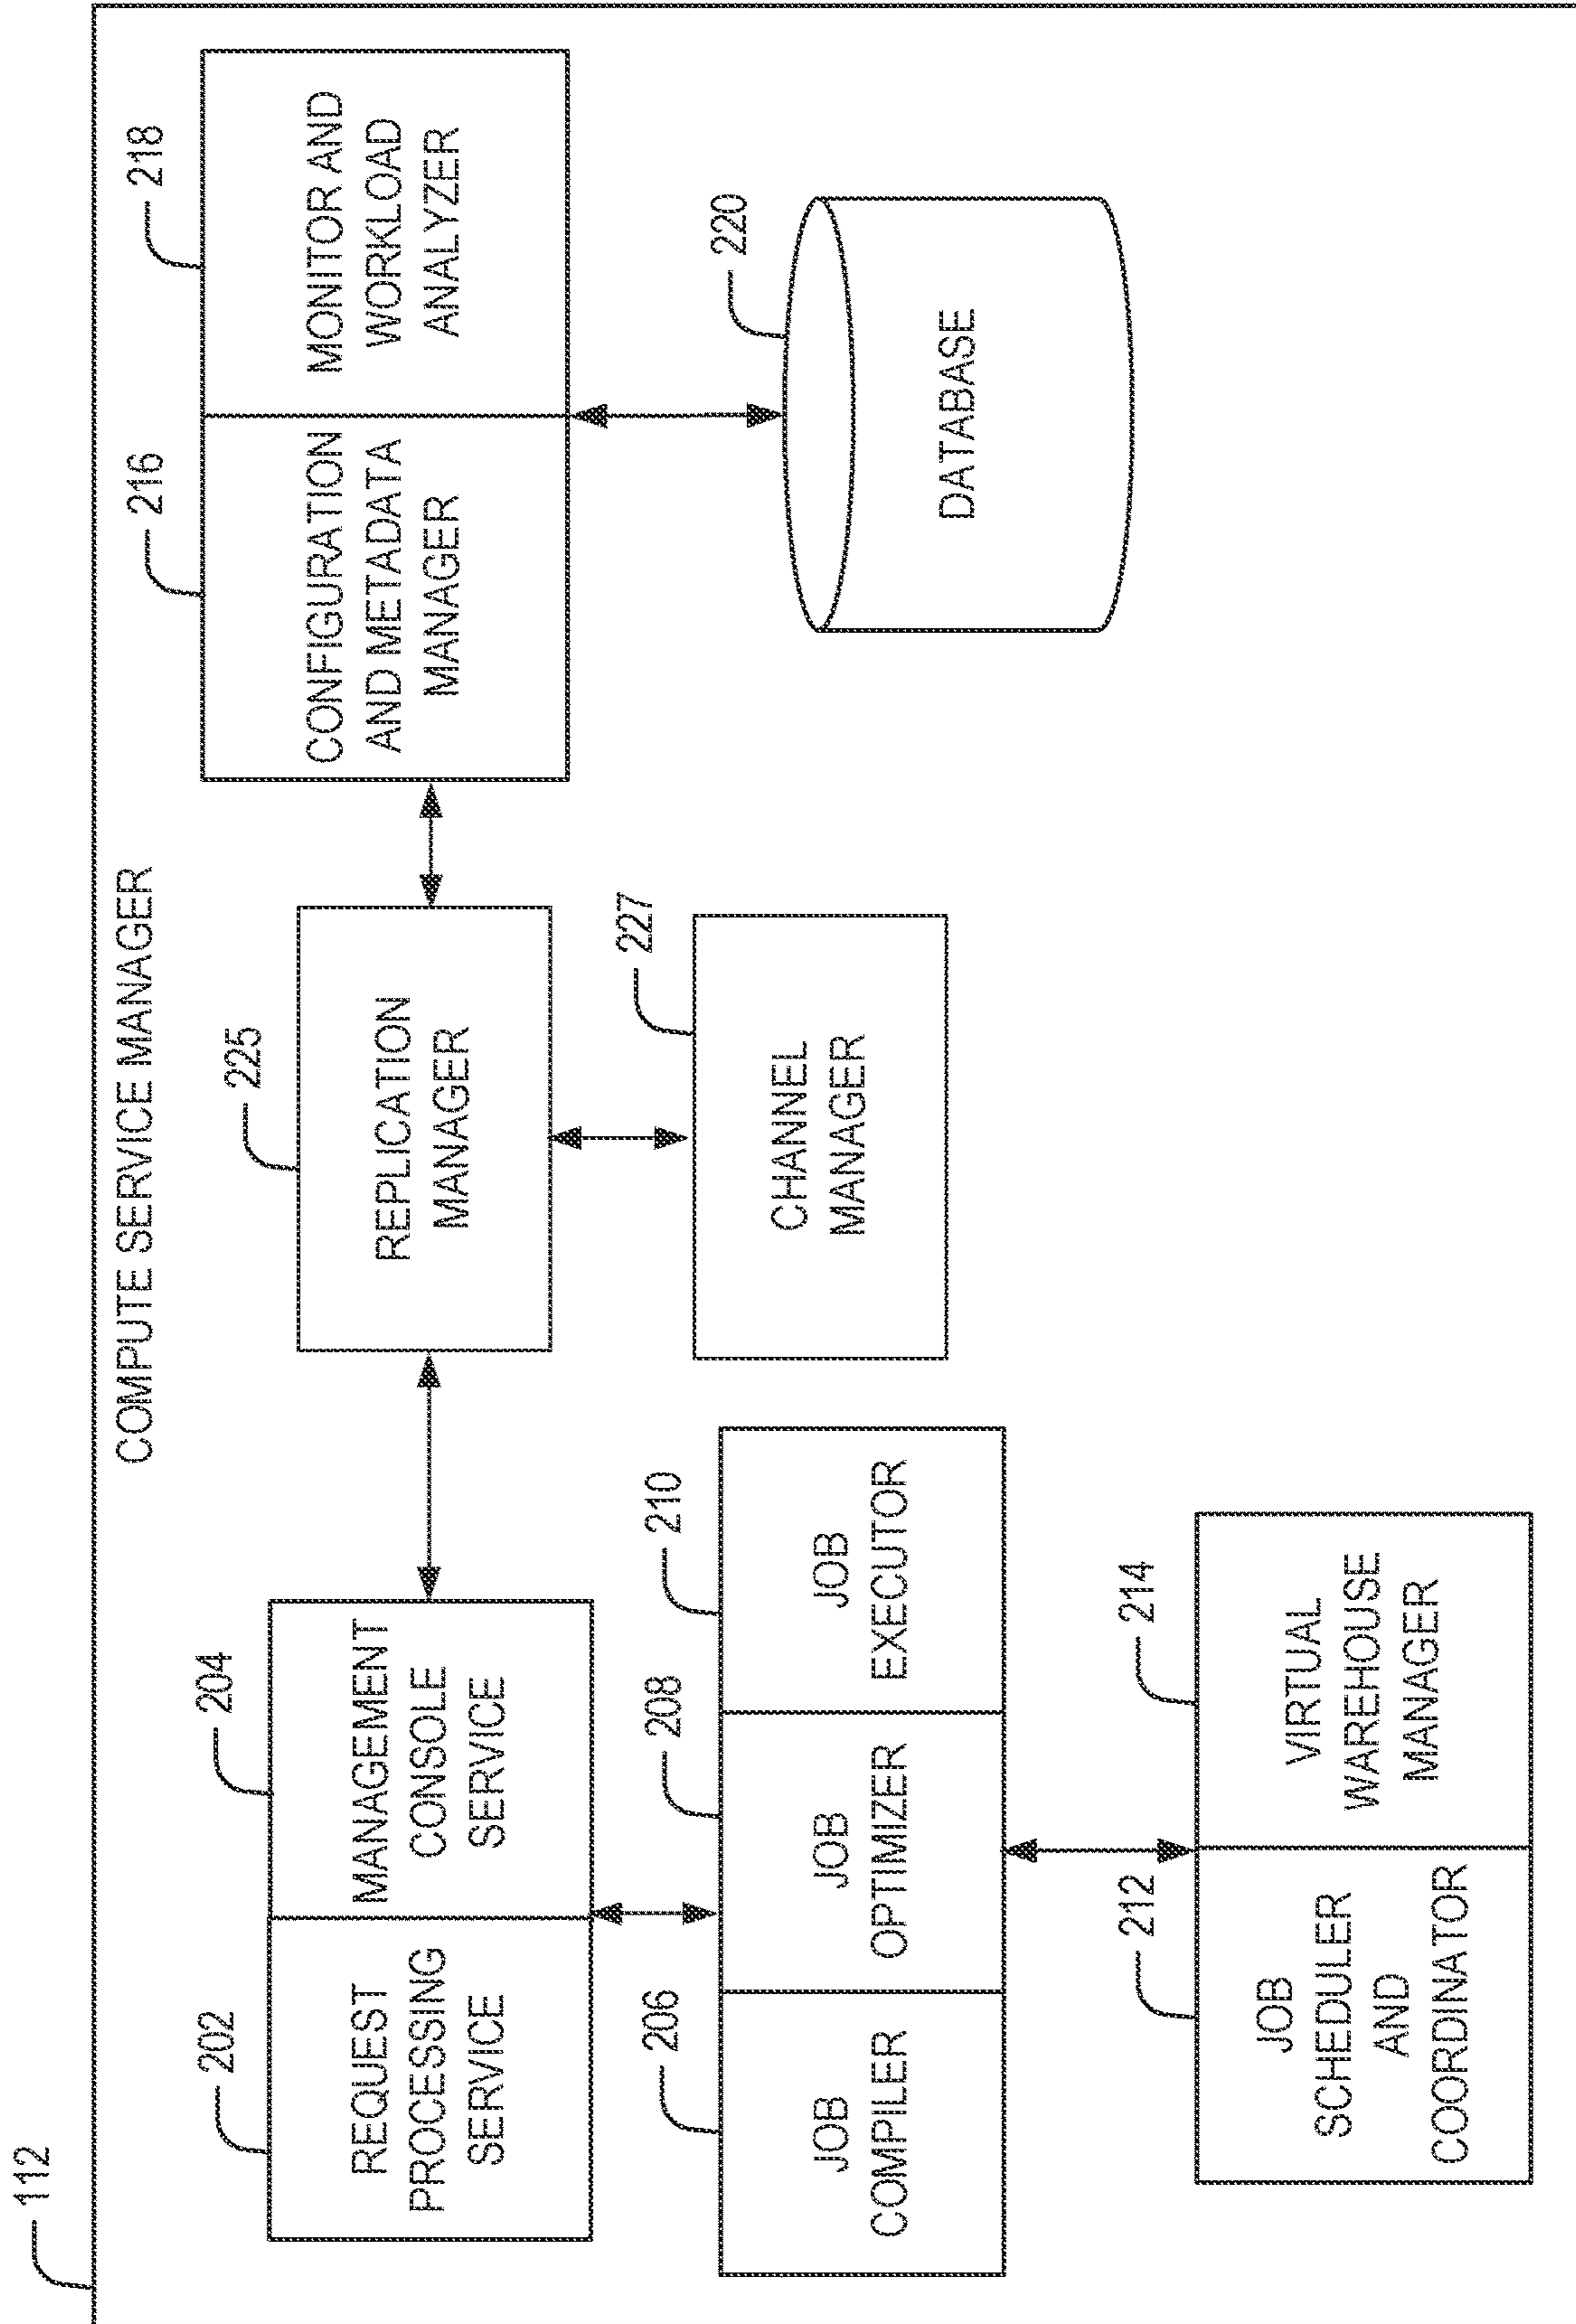 112
COMPUTE SERVICE MANAGER
202
REQUEST
PROCESSING
SERVICE
204
MANAGEMENT
CONSOLE
SERVICE
225
REPLICATION
MANAGER
216
CONFIGURATION
AND METADATA
MANAGER
218
MONITOR AND
WORKLOAD
ANALYZER
206
JOB
COMPILER
208
JOB
OPTIMIZER
210
JOB
EXECUTOR
227
CHANNEL
MANAGER
220
DATABASE
212
JOB
SCHEDULER
AND
COORDINATOR
214
VIRTUAL
WAREHOUSE
MANAGER